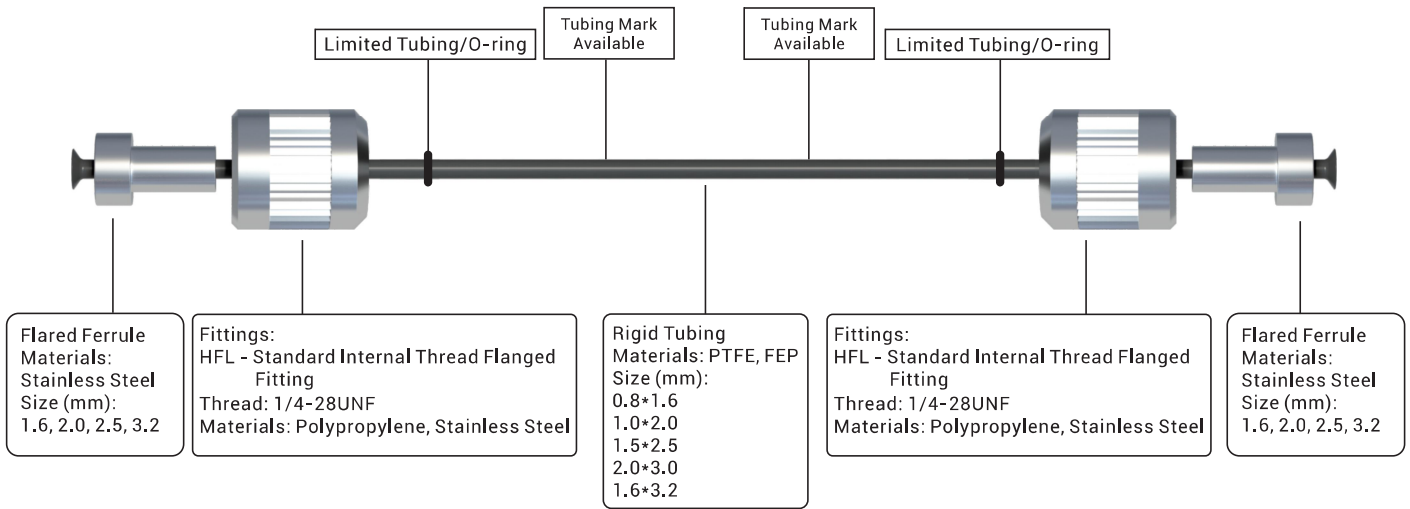 Limited Tubing/O-ring
Tubing Mark
Available
Tubing Mark
Available
Limited Tubing/O-ring
Flared Ferrule
Materials:
Stainless Steel
Size (mm):
1.6, 2.0, 2.5, 3.2
Fittings:
HFL - Standard Internal Thread Flanged
Fitting
Thread: 1/4-28UNF
Materials: Polypropylene, Stainless Steel
Rigid Tubing
Materials: PTFE, FEP
Size (mm):
0.8*1.6
1.0*2.0
1.5*2.5
2.0*3.0
1.6*3.2
Fittings:
HFL - Standard Internal Thread Flanged
Fitting
Thread: 1/4-28UNF
Materials: Polypropylene, Stainless Steel
Flared Ferrule
Materials:
Stainless Steel
Size (mm):
1.6, 2.0, 2.5, 3.2